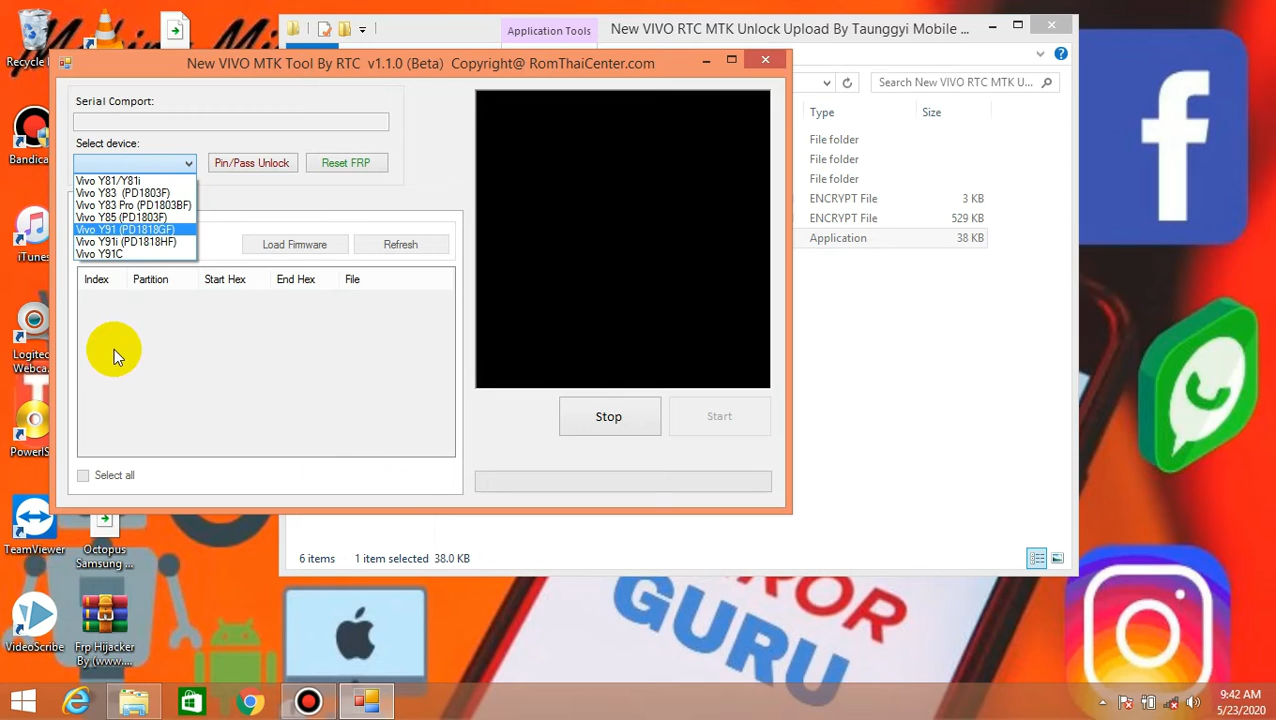 Recycle
Application Tools
New VIVO RTC MTK Unlock Upload By Taunggyi Mobile ...
New VIVO MTK Tool By RTC v1.1.0 (Beta) Copyright@ RomThaiCenter.com
Search New VIVO RTC MTK U...
Serial Comport:
Select device:
Pin/Pass Unlock
Reset FRP
Vivo Y81/Y81i
Vivo Y83 (PD1803F)
Vivo Y83 Pro (PD1803BF)
Vivo Y85 (PD1803F)
Vivo Y91 (PD1818GF)
Vivo Y91i (PD1818HF)
Vivo Y91C
Load Firmware
Refresh
Index
Partition
Start Hex
End Hex
File
Select all
Stop
Start
Type
Size
File folder
File folder
File folder
ENCRYPT File
3 KB
ENCRYPT File
529 KB
Application
38 KB
6 items
1 item selected 38.0 KB
Bandica
iTunes
Logitec
Webca..
PowerIS
TeamViewer
Octopus
Samsung ...
VideoScribe
Frp Hijacker
By (www....
GURU
9:42 AM
5/23/2020